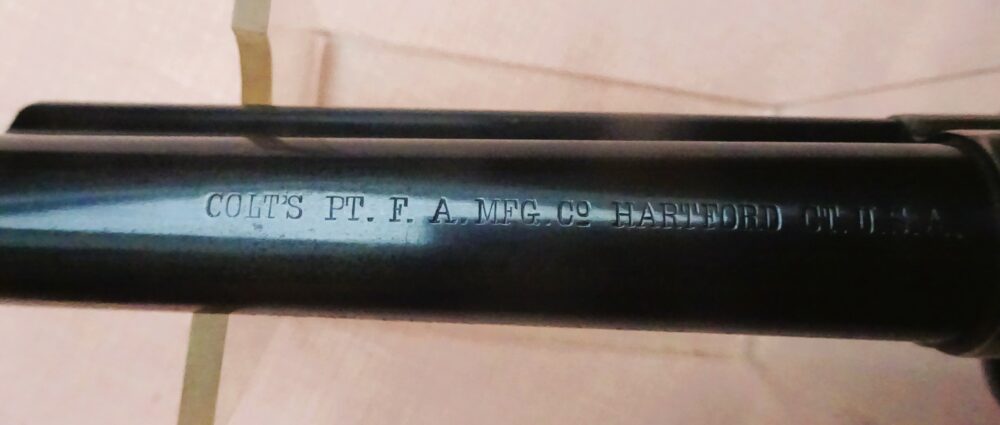 COLT'S PT. F. A. MFG. Cº HARTFORD CT. U.S.A.